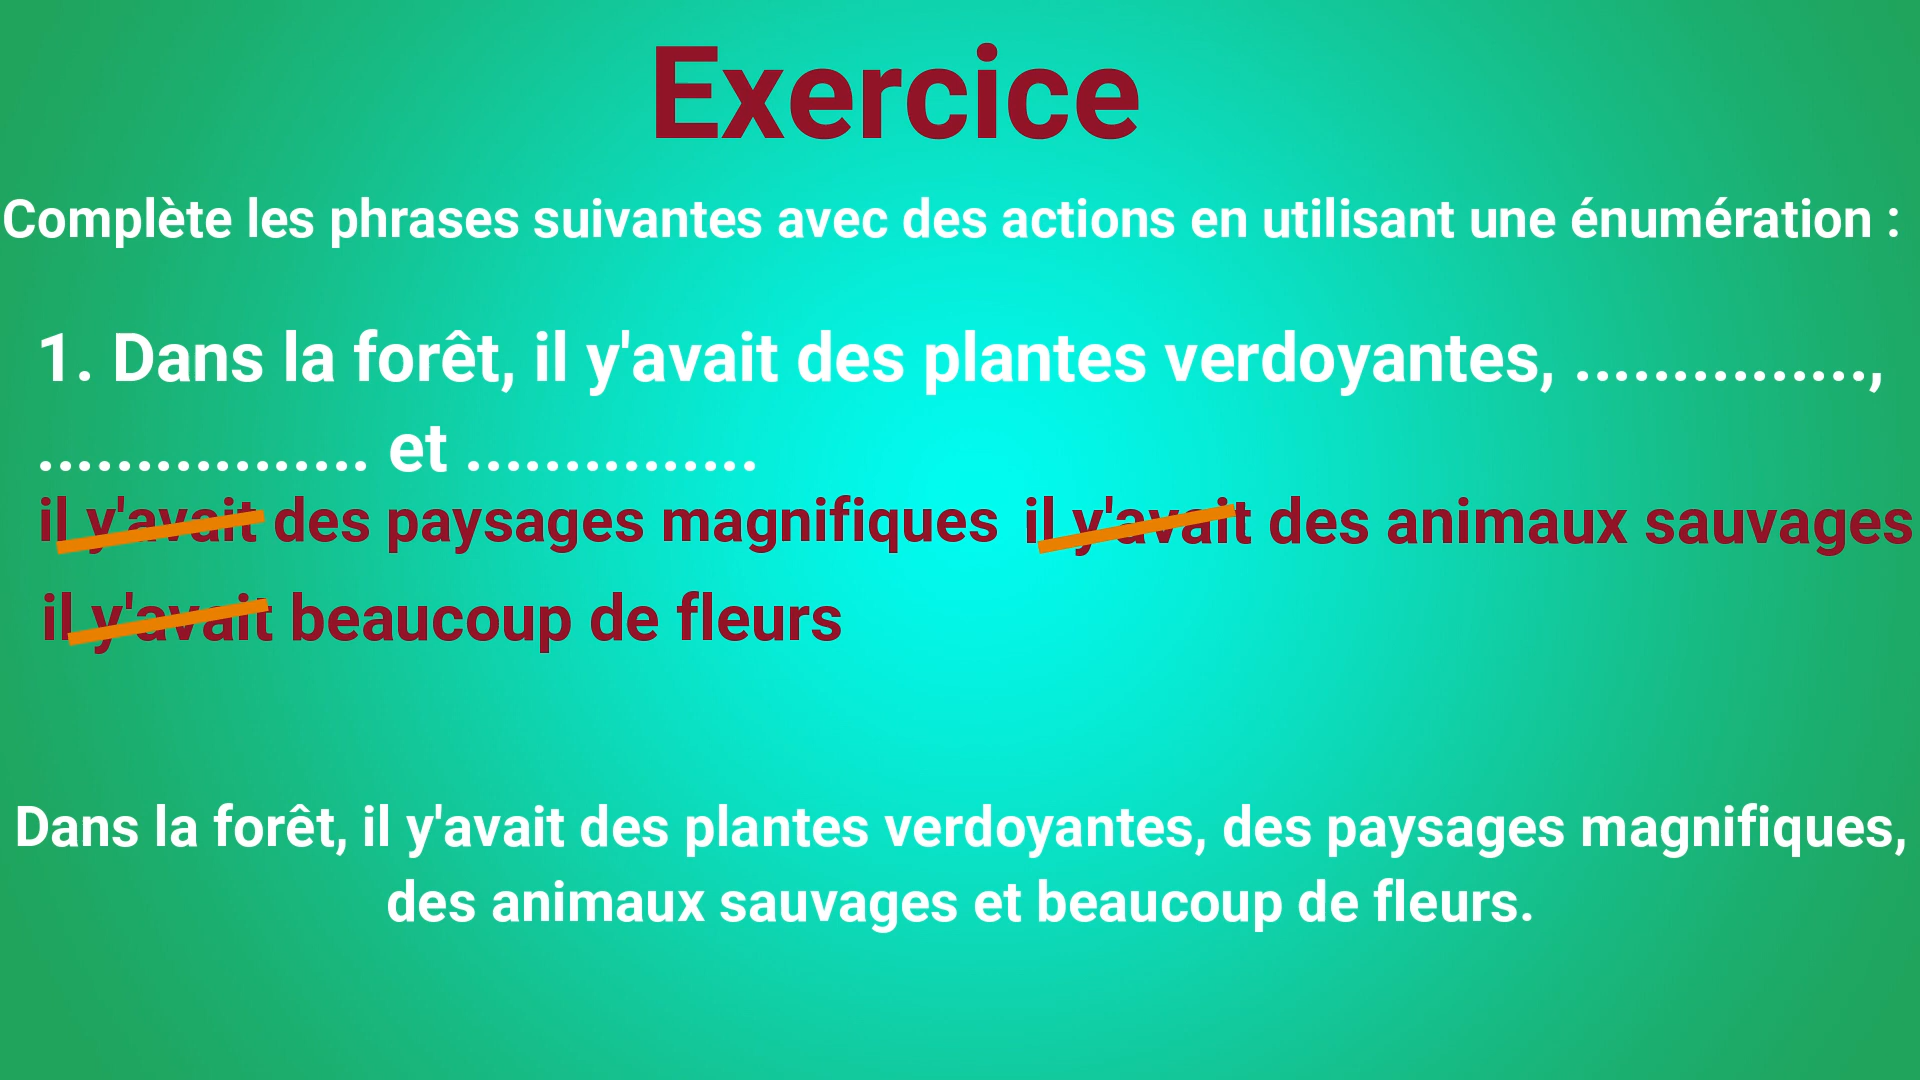 Exercice
Complète les phrases suivantes avec des actions en utilisant une énumération :
1. Dans la forêt, il y'avait des plantes verdoyantes, ...............,
................. et ...............
il y'avait des paysages magnifiques il y'avait des animaux sauvages
il y'avait beaucoup de fleurs
Dans la forêt, il y'avait des plantes verdoyantes, des paysages magnifiques,
des animaux sauvages et beaucoup de fleurs.